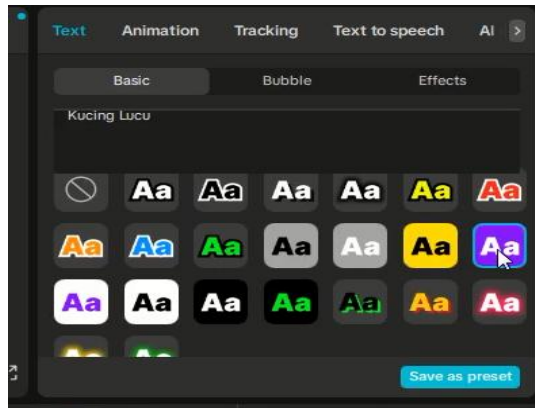 Text Animation Tracking Text to speech AI
Basic Bubble Effects
Kucing Lucu
Aa Aa Aa Aa Aa Aa
Aa Aa Aa Aa Aa Aa Aa
Aa Aa Aa Aa Aa Aa Aa
Save as preset